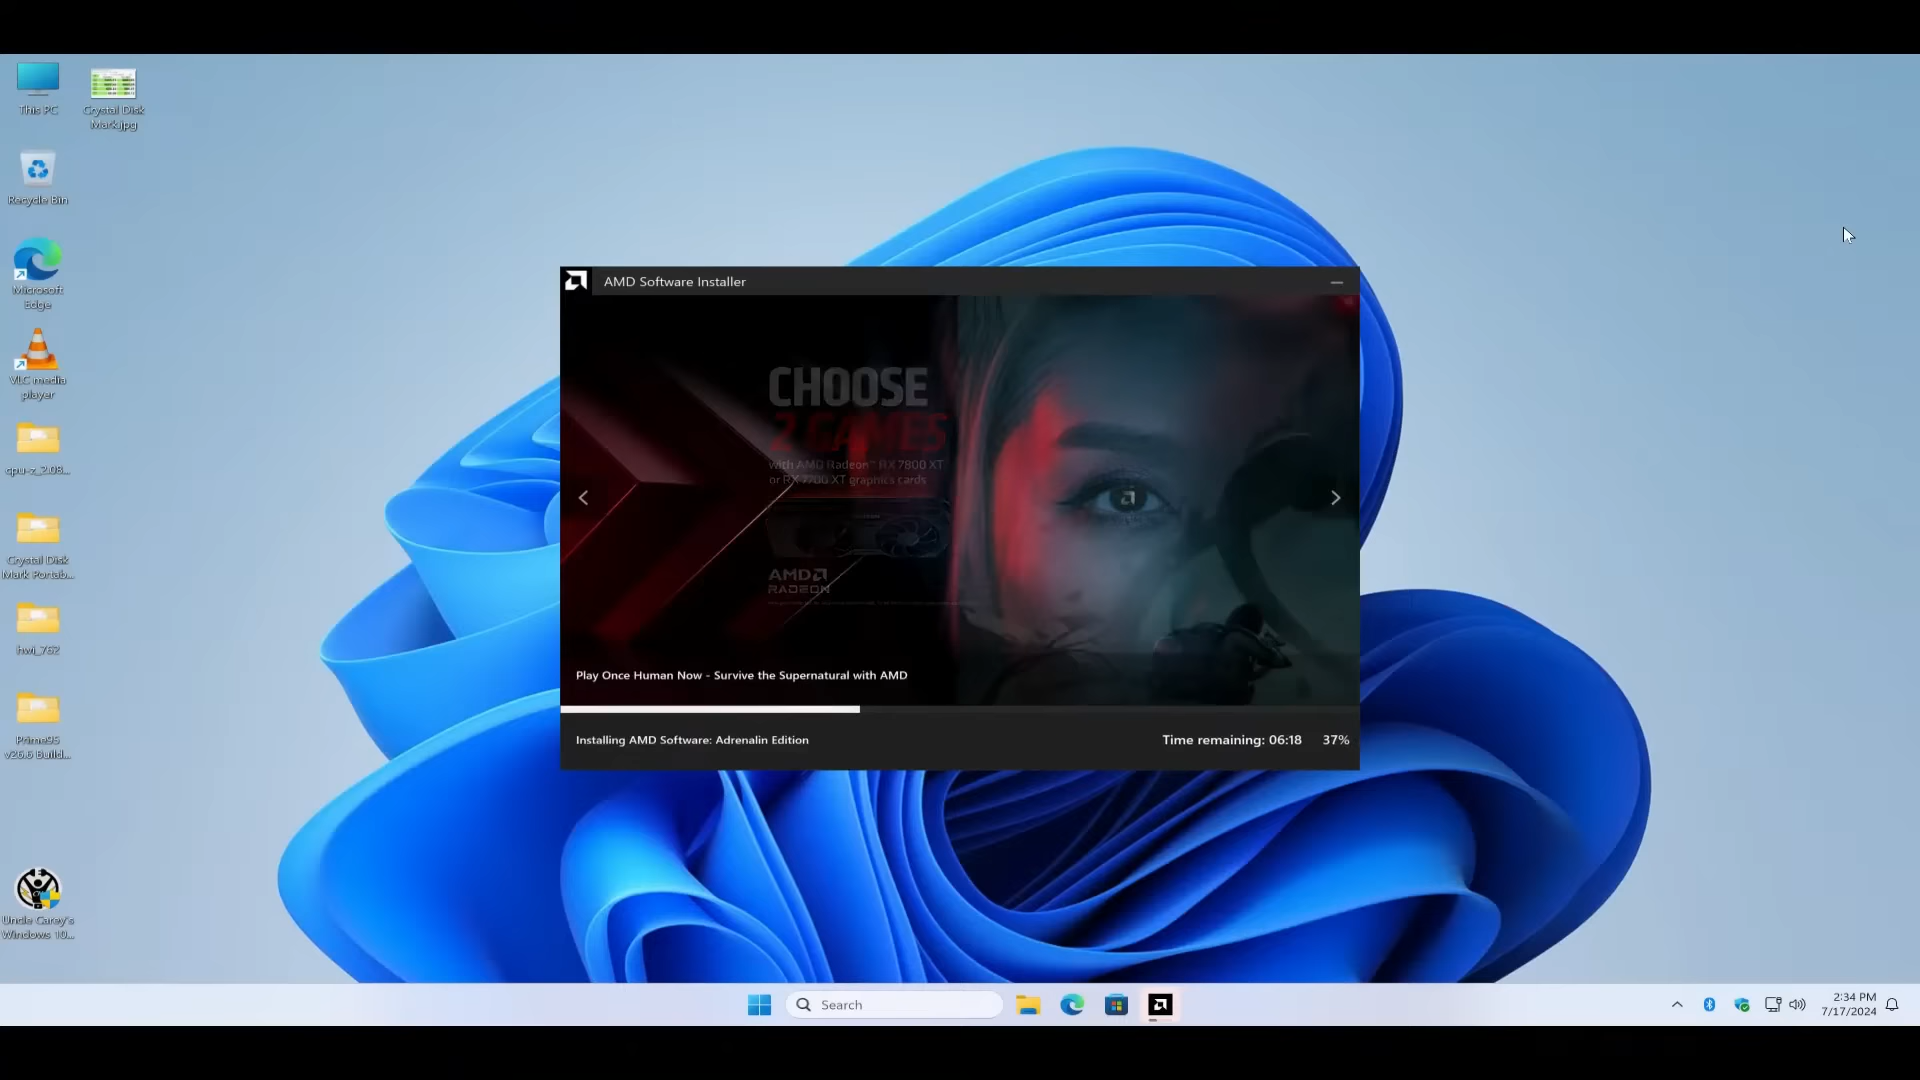 This PC
Crystal Disk
Mark.jpg
Recycle Bin
Microsoft
Edge
VLC media
player
cpu-z_2.08...
Crystal Disk
Mark Portab...
hwi_762
Prime95
v26.6 Build...
Uncle Carey's
Windows 10...
AMD Software Installer
CHOOSE
2 GAMES
with AMD Radeon™ RX 7800 XT
or RX 7700 XT graphics cards
AMD
RADEON
Play Once Human Now - Survive the Supernatural with AMD
Installing AMD Software: Adrenalin Edition
Time remaining: 06:18
37%
Search
2:34 PM
7/17/2024